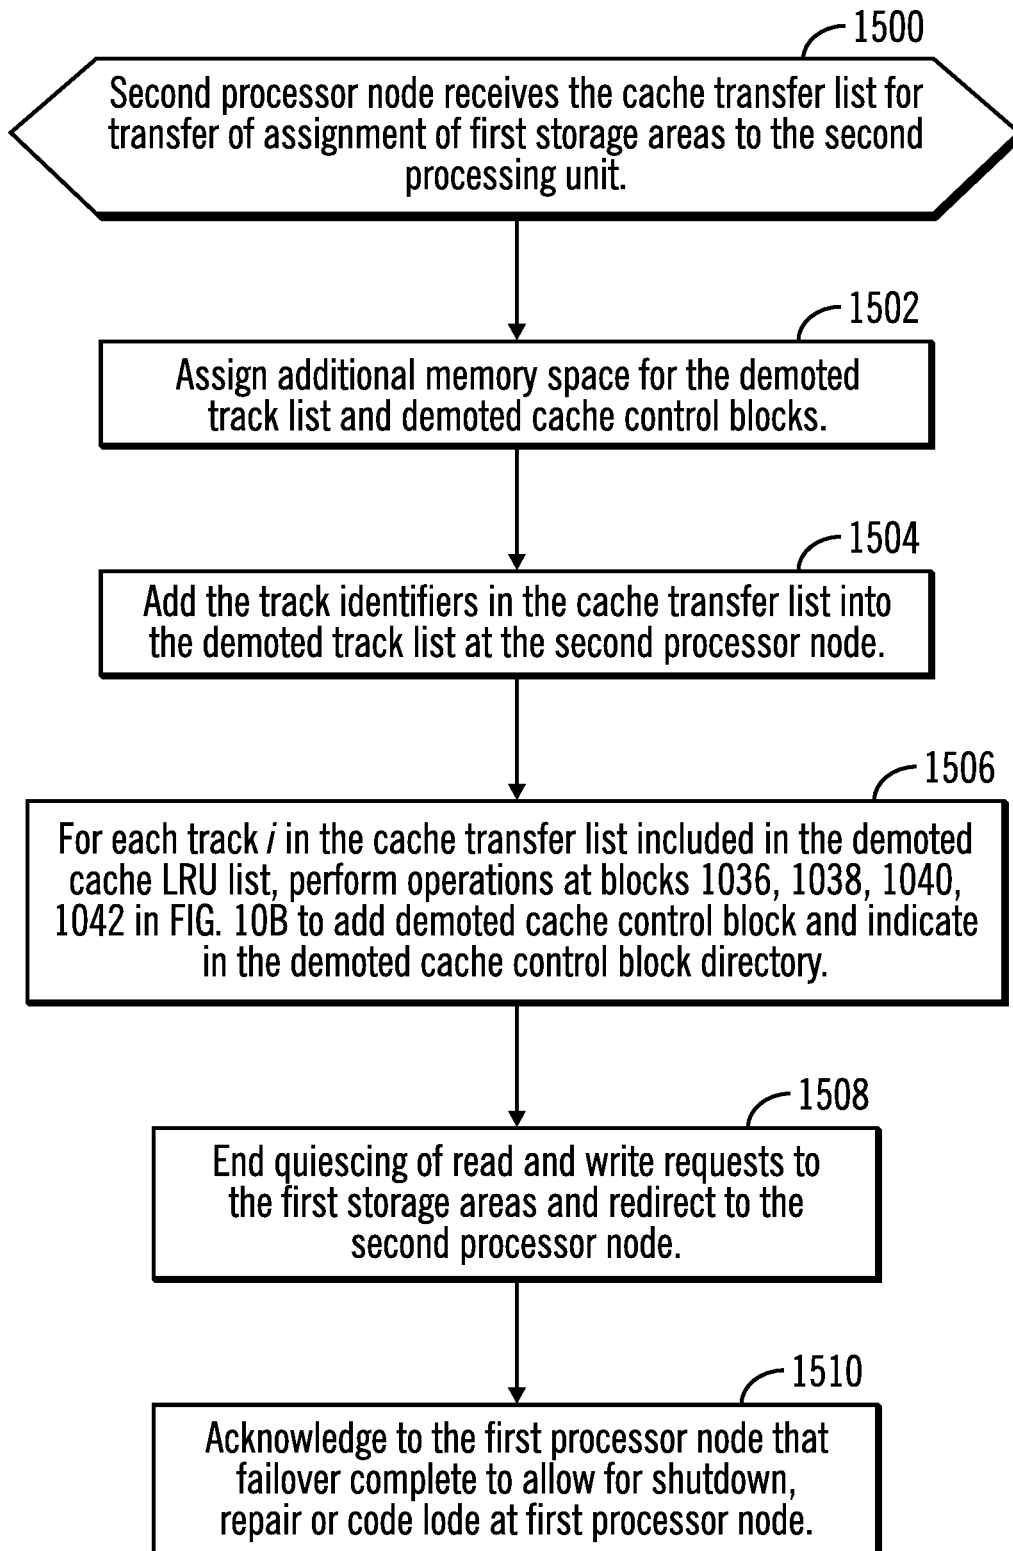 1500
Second processor node receives the cache transfer list for
transfer of assignment of first storage areas to the second
processing unit.
1502
Assign additional memory space for the demoted
track list and demoted cache control blocks.
1504
Add the track identifiers in the cache transfer list into
the demoted track list at the second processor node.
1506
For each track i in the cache transfer list included in the demoted
cache LRU list, perform operations at blocks 1036, 1038, 1040,
1042 in FIG. 10B to add demoted cache control block and indicate
in the demoted cache control block directory.
1508
End quiescing of read and write requests to
the first storage areas and redirect to the
second processor node.
1510
Acknowledge to the first processor node that
failover complete to allow for shutdown,
repair or code lode at first processor node.